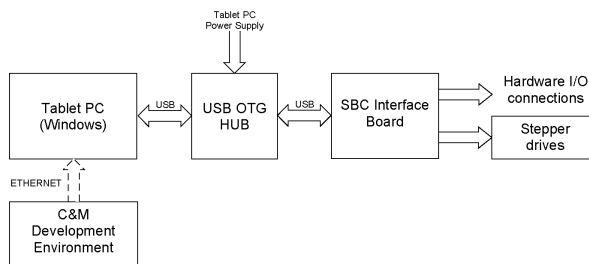 Tablet PC
Power Supply
Tablet PC
(Windows)
USB
USB OTG
HUB
USB
SBC Interface
Board
Hardware I/O
connections
Stepper
drives
ETHERNET
C&M
Development
Environment